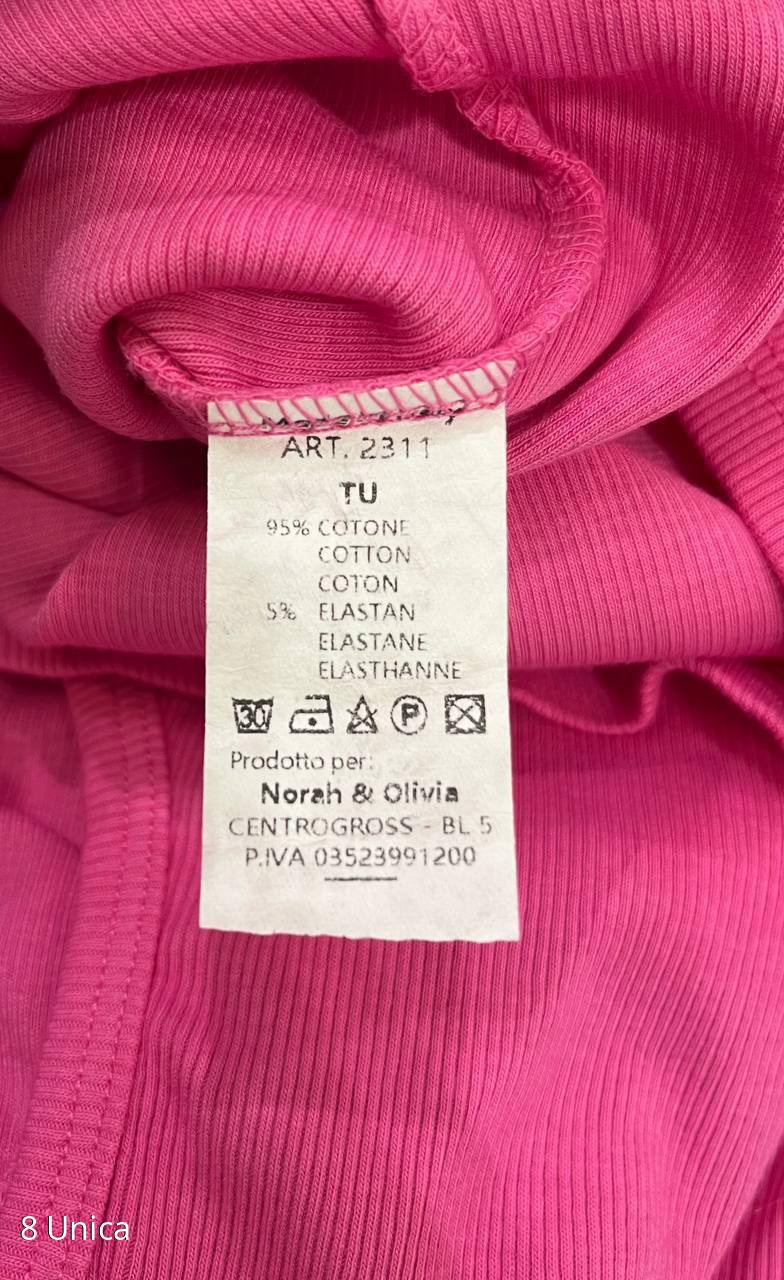 ART. 2311
TU
95% COTONE
COTTON
COTON
5% ELASTAN
ELASTANE
ELASTHANNE
30 P
Prodotto per:
Norah & Olivia
CENTROGROSS - BL 5
P.IVA 03523991200
8 Unica